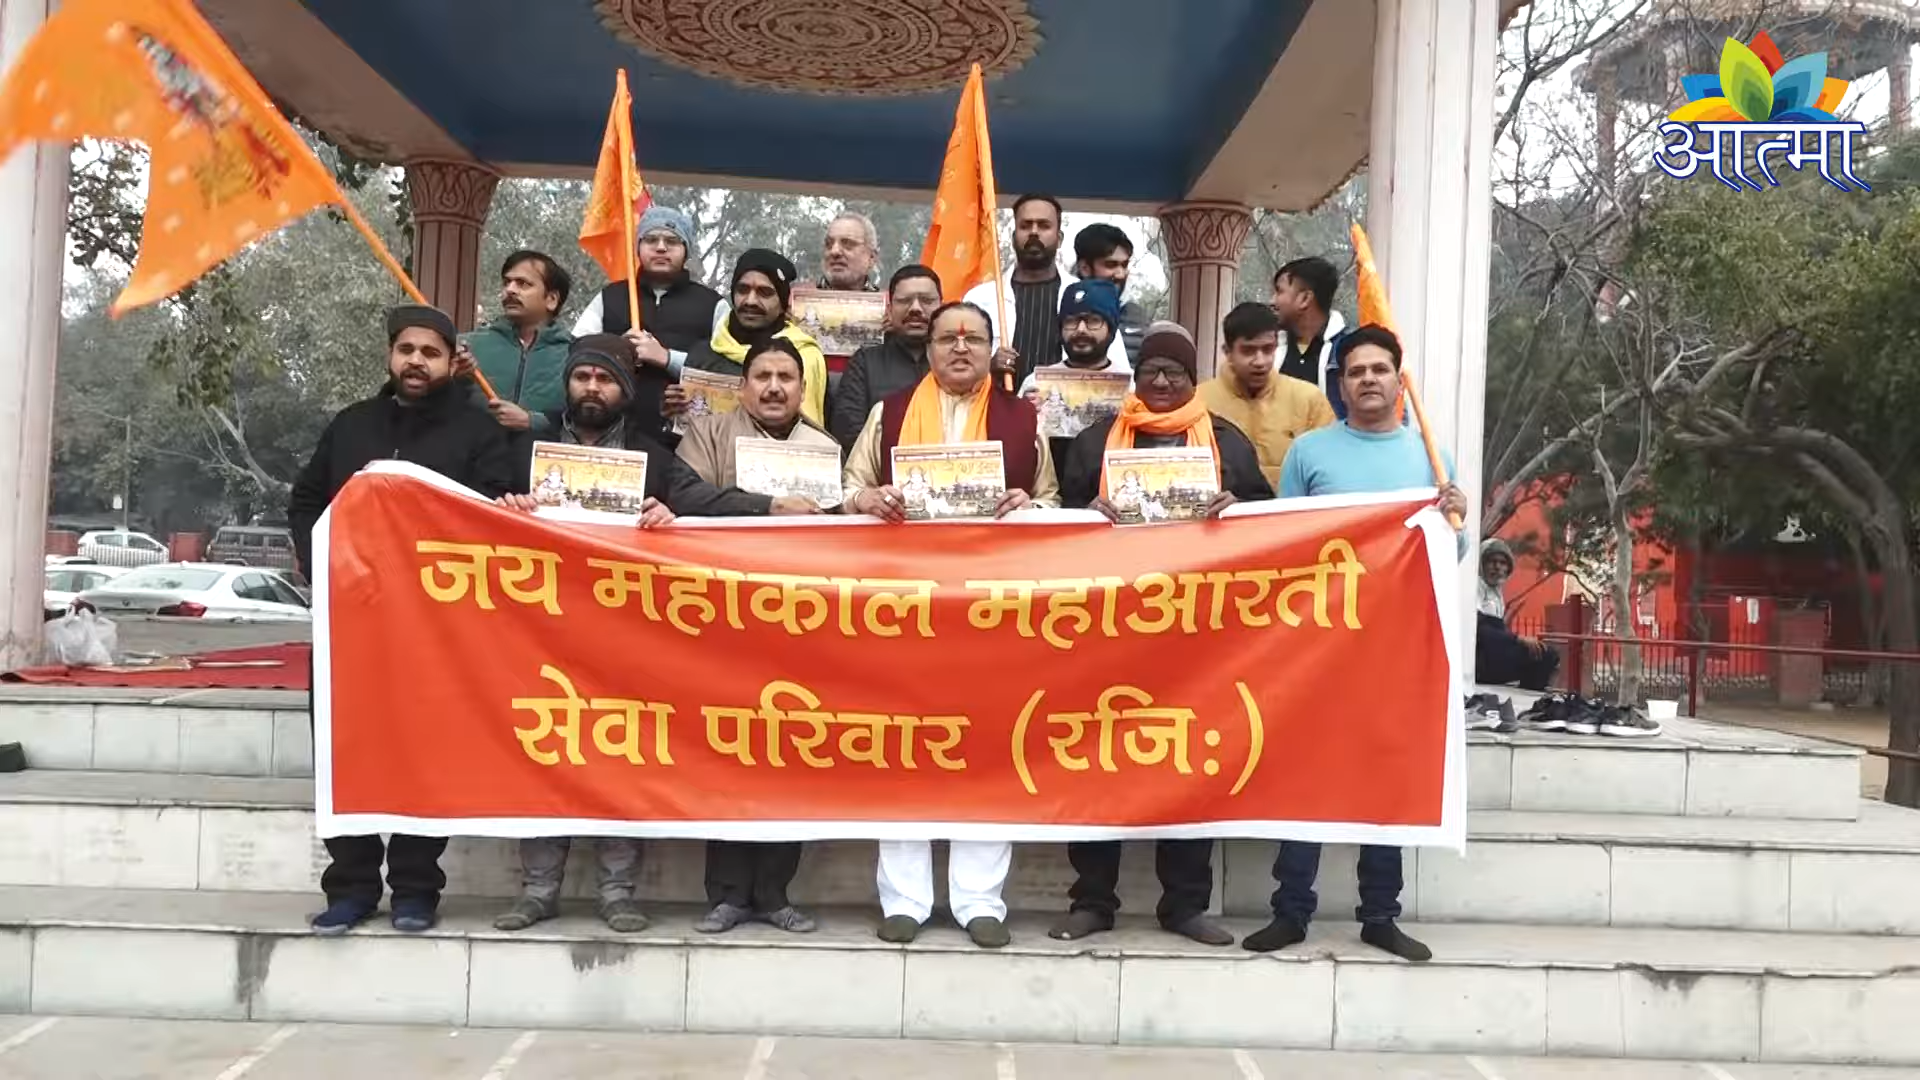 आत्मा
जय महाकाल महाआरती
सेवा परिवार (रजि:)